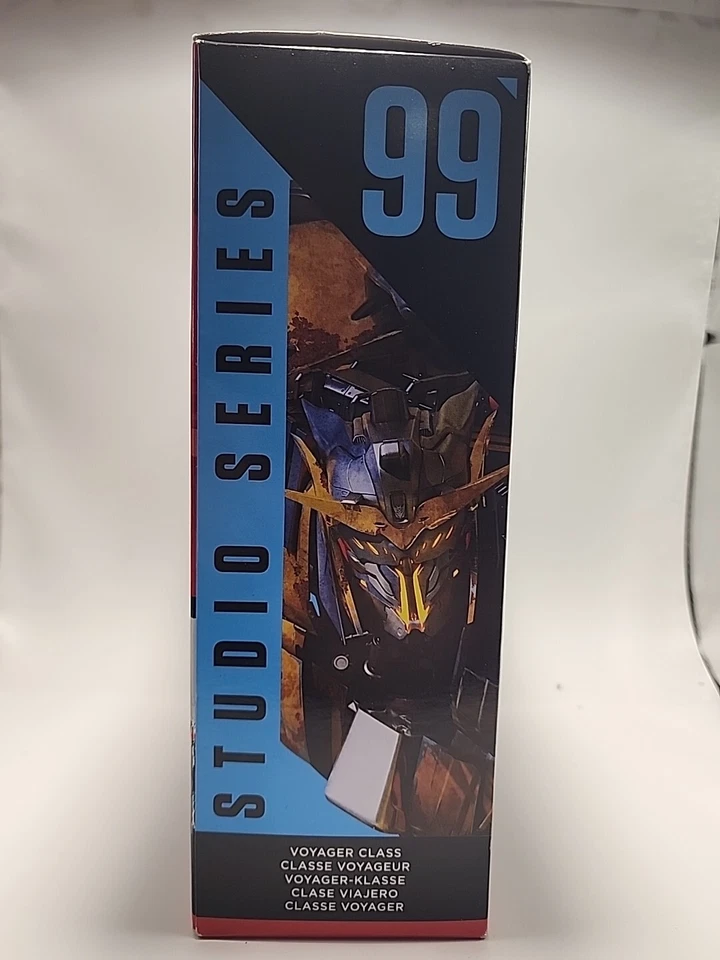 99
STUDIO SERIES
VOYAGER CLASS
CLASSE VOYAGEUR
VOYAGER-KLASSE
CLASE VIAJERO
CLASSE VOYAGER